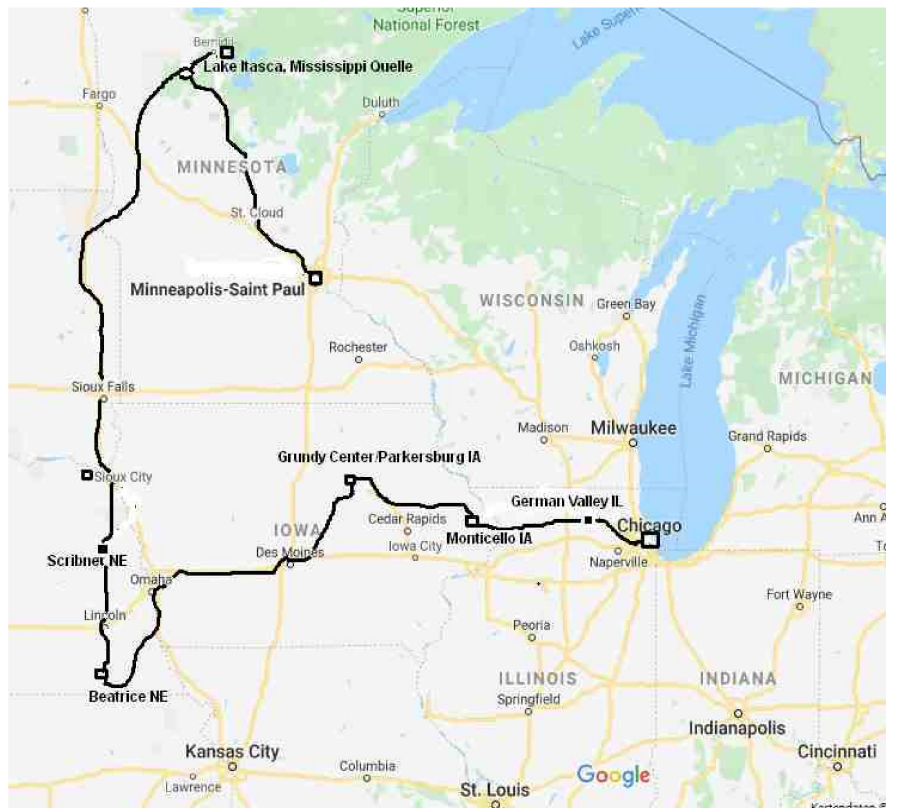 Superior
National Forest
Lake Superior
Bemidji
Lake Itasca, Mississippi Quelle
Fargo
Duluth
MINNESOTA
St. Cloud
Minneapolis-Saint Paul
WISCONSIN
Green Bay
Lake Michigan
Rochester
Oshkosh
MICHIGAN
Sioux Falls
Madison
Milwaukee
Grand Rapids
Grundy Center/Parkersburg IA
Sioux City
German Valley IL
Cedar Rapids
Chicago
Ann A
IOWA
Monticello IA
Des Moines
Iowa City
Naperville
To
Scribner NE
Omaha
Fort Wayne
Lincoln
Peoria
ILLINOIS
INDIANA
Beatrice NE
Springfield
Indianapolis
Kansas City
Cincinnati
Columbia
Google
Lawrence
St. Louis
Kartendaten ©